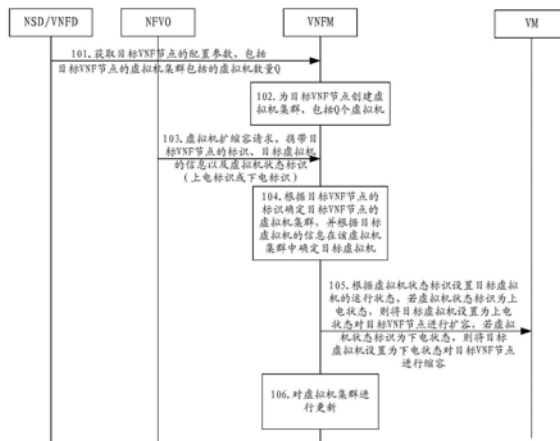 NSD/VNFD
NFVO
VNFM
VM
101.获取目标VNF节点的配置参数，包括
目标VNF节点的虚拟机集群包括的虚拟机数量Q
102.为目标VNF节点创建虚
拟机集群，包括Q个虚拟机
103.虚拟机扩缩容请求，携带目
标VNF节点的标识、目标虚拟机
的信息以及虚拟机状态标识
（上电标识或下电标识）
104.根据目标VNF节点的
标识确定目标VNF节点的
虚拟机集群，并根据目标
虚拟机的信息在该虚拟机
集群中确定目标虚拟机
105.根据虚拟机状态标识设置目标虚拟
机的运行状态，若虚拟机状态标识为上
电状态，则将目标虚拟机设置为上电
状态对目标VNF节点进行扩容，若虚拟
机状态标识为下电状态，则将目标
虚拟机设置为下电状态对目标VNF节点
进行缩容
106.对虚拟机集群进
行更新